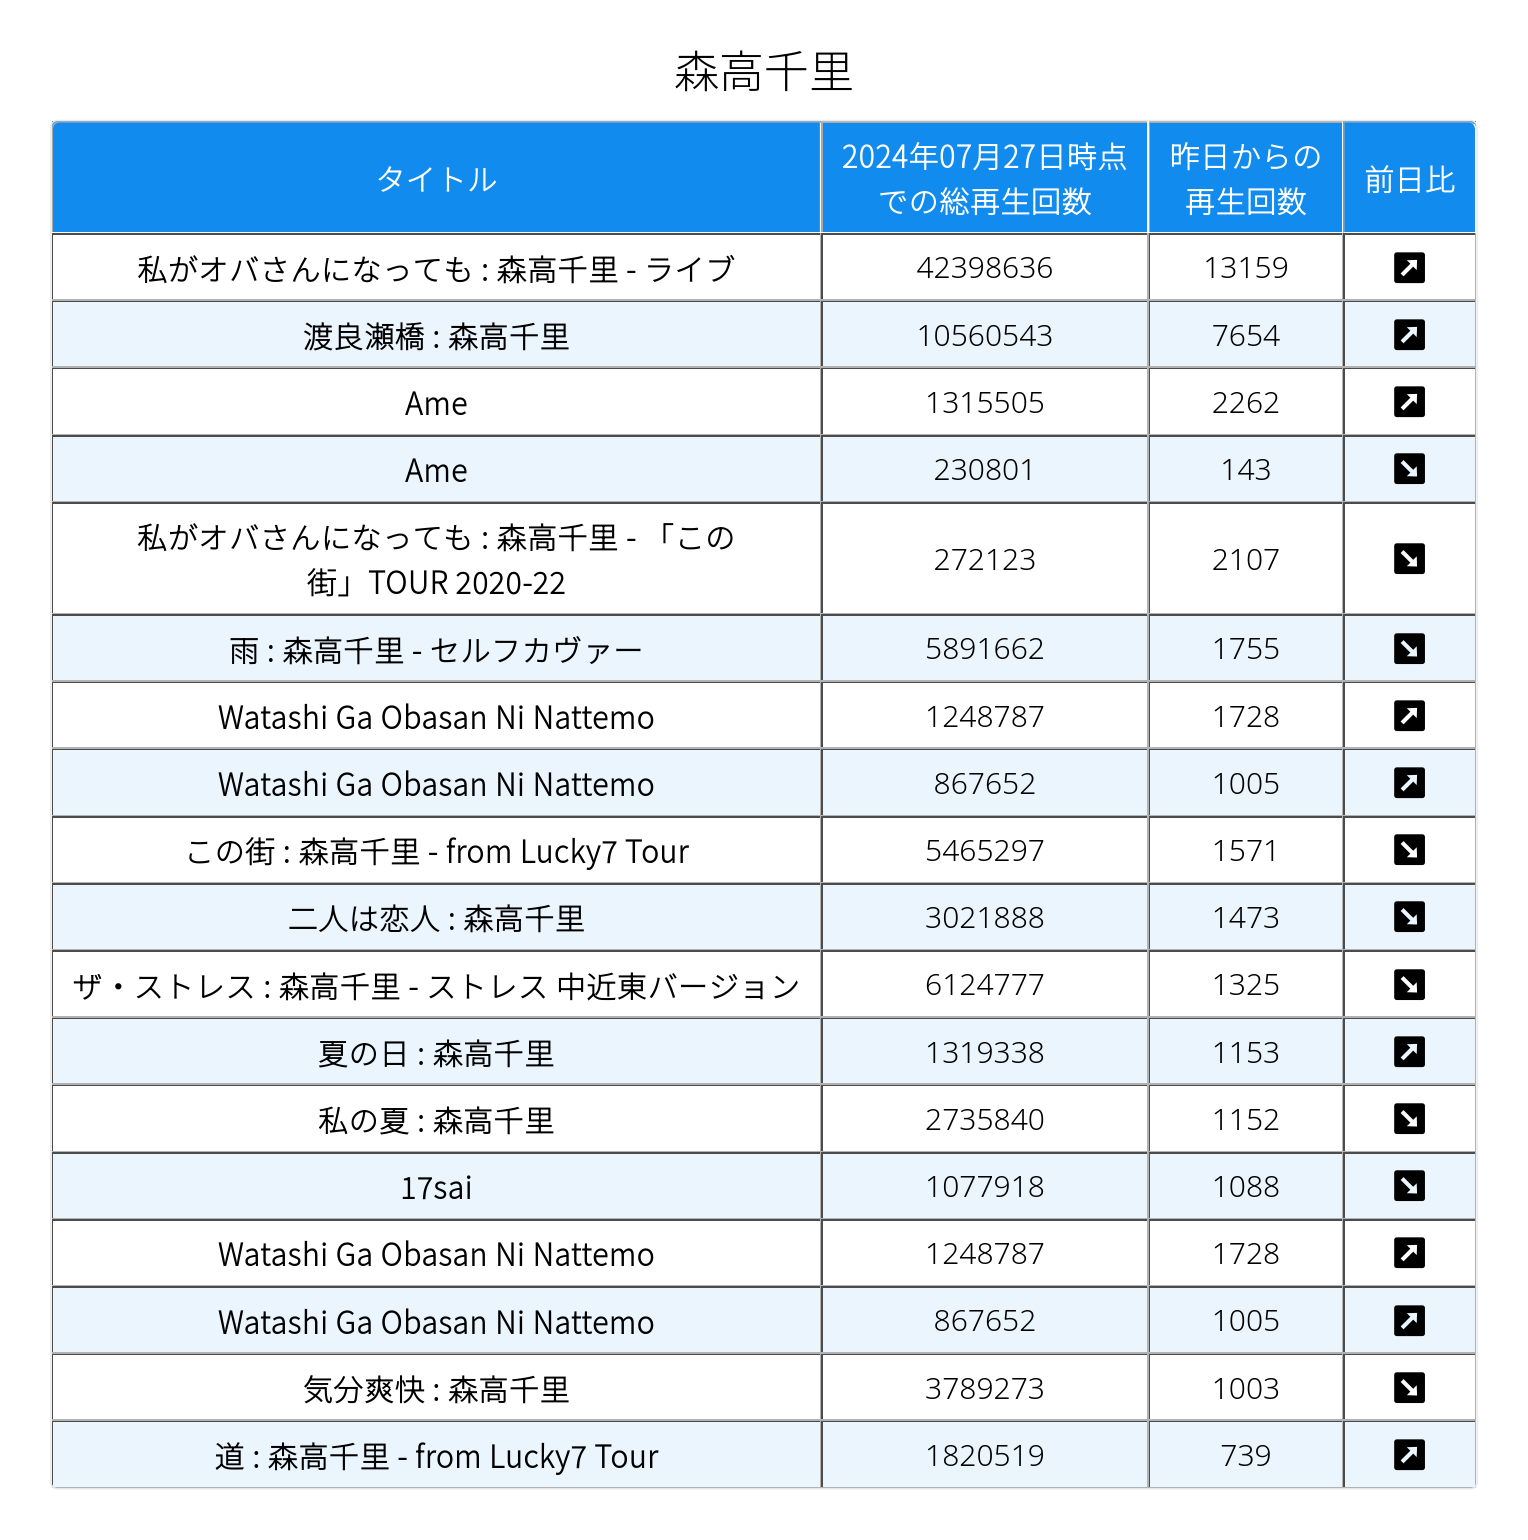 森高千里
タイトル
2024年07月27日時点
での総再生回数
昨日からの
再生回数
前日比
私がオバさんになっても : 森高千里 - ライブ 42398636 13159
渡良瀬橋 : 森高千里 10560543 7654
Ame 1315505 2262
Ame 230801 143
私がオバさんになっても : 森高千里 - 「この
街」TOUR 2020-22 272123 2107
雨 : 森高千里 - セルフカヴァー 5891662 1755
Watashi Ga Obasan Ni Nattemo 1248787 1728
Watashi Ga Obasan Ni Nattemo 867652 1005
この街 : 森高千里 - from Lucky7 Tour 5465297 1571
二人は恋人 : 森高千里 3021888 1473
ザ・ストレス : 森高千里 - ストレス 中近東バージョン 6124777 1325
夏の日 : 森高千里 1319338 1153
私の夏 : 森高千里 2735840 1152
17sai 1077918 1088
Watashi Ga Obasan Ni Nattemo 1248787 1728
Watashi Ga Obasan Ni Nattemo 867652 1005
気分爽快 : 森高千里 3789273 1003
道 : 森高千里 - from Lucky7 Tour 1820519 739